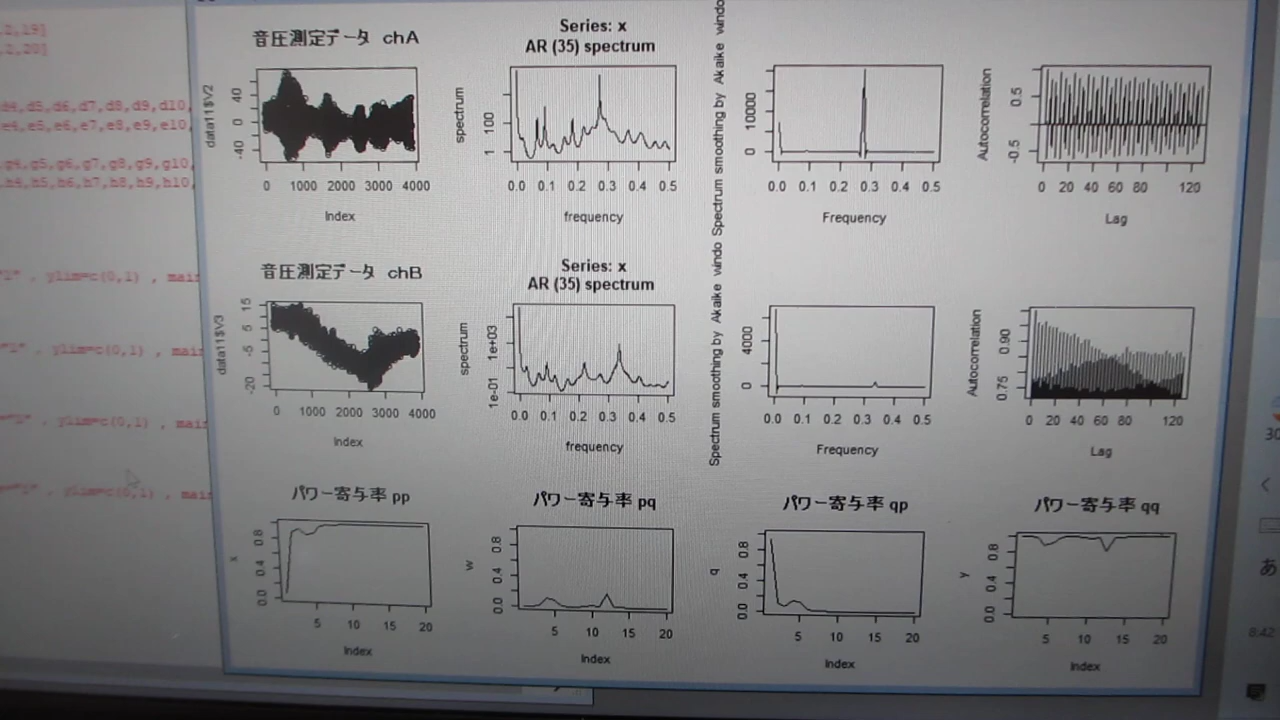 2,19]
2,20]
d4,d5,d6,d7,d8,d9,d10,
e4,e5,e6,e7,e8,e9,e10,
,g4,g5,g6,g7,g8,g9,g10,
,h4,h5,h6,h7,h8,h9,h10,
"l" , ylim=c(0,1) , main
"l" , ylim=c(0,1) , main
"l" , ylim=c(0,1) , main
="l" , ylim=c(0,1) , main
音圧測定データ chA
data11$V2
-40 0 40
0 1000 2000 3000 4000
Index
Series: x
AR (35) spectrum
spectrum
1 100
0.0 0.1 0.2 0.3 0.4 0.5
frequency
Spectrum smoothing by Akaike windo
0 10000
0.0 0.1 0.2 0.3 0.4 0.5
Frequency
Autocorrelation
-0.5 0.5
0 20 40 60 80 120
Lag
音圧測定データ chB
data11$V3
-20 -5 5 15
0 1000 2000 3000 4000
Index
Series: x
AR (35) spectrum
spectrum
1e-01 1e+03
0.0 0.1 0.2 0.3 0.4 0.5
frequency
Spectrum smoothing by Akaike windo
0 4000
0.0 0.1 0.2 0.3 0.4 0.5
Frequency
Autocorrelation
0.75 0.90
0 20 40 60 80 120
Lag
パワー寄与率 pp
x
0.0 0.4 0.8
5 10 15 20
Index
パワー寄与率 pq
w
0.0 0.4 0.8
5 10 15 20
Index
パワー寄与率 qp
q
0.0 0.4 0.8
5 10 15 20
Index
パワー寄与率 qq
y
0.0 0.4 0.8
5 10 15 20
Index
30
あ
8:42